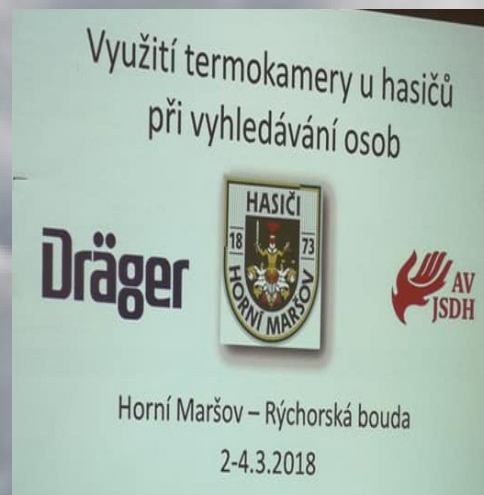 Využití termokamery u hasičů
při vyhledávání osob
HASIČI
18 73
HORNÍ MARŠOV
Dräger
AV
JSDH
Horní Maršov – Rýchorská bouda
2-4.3.2018